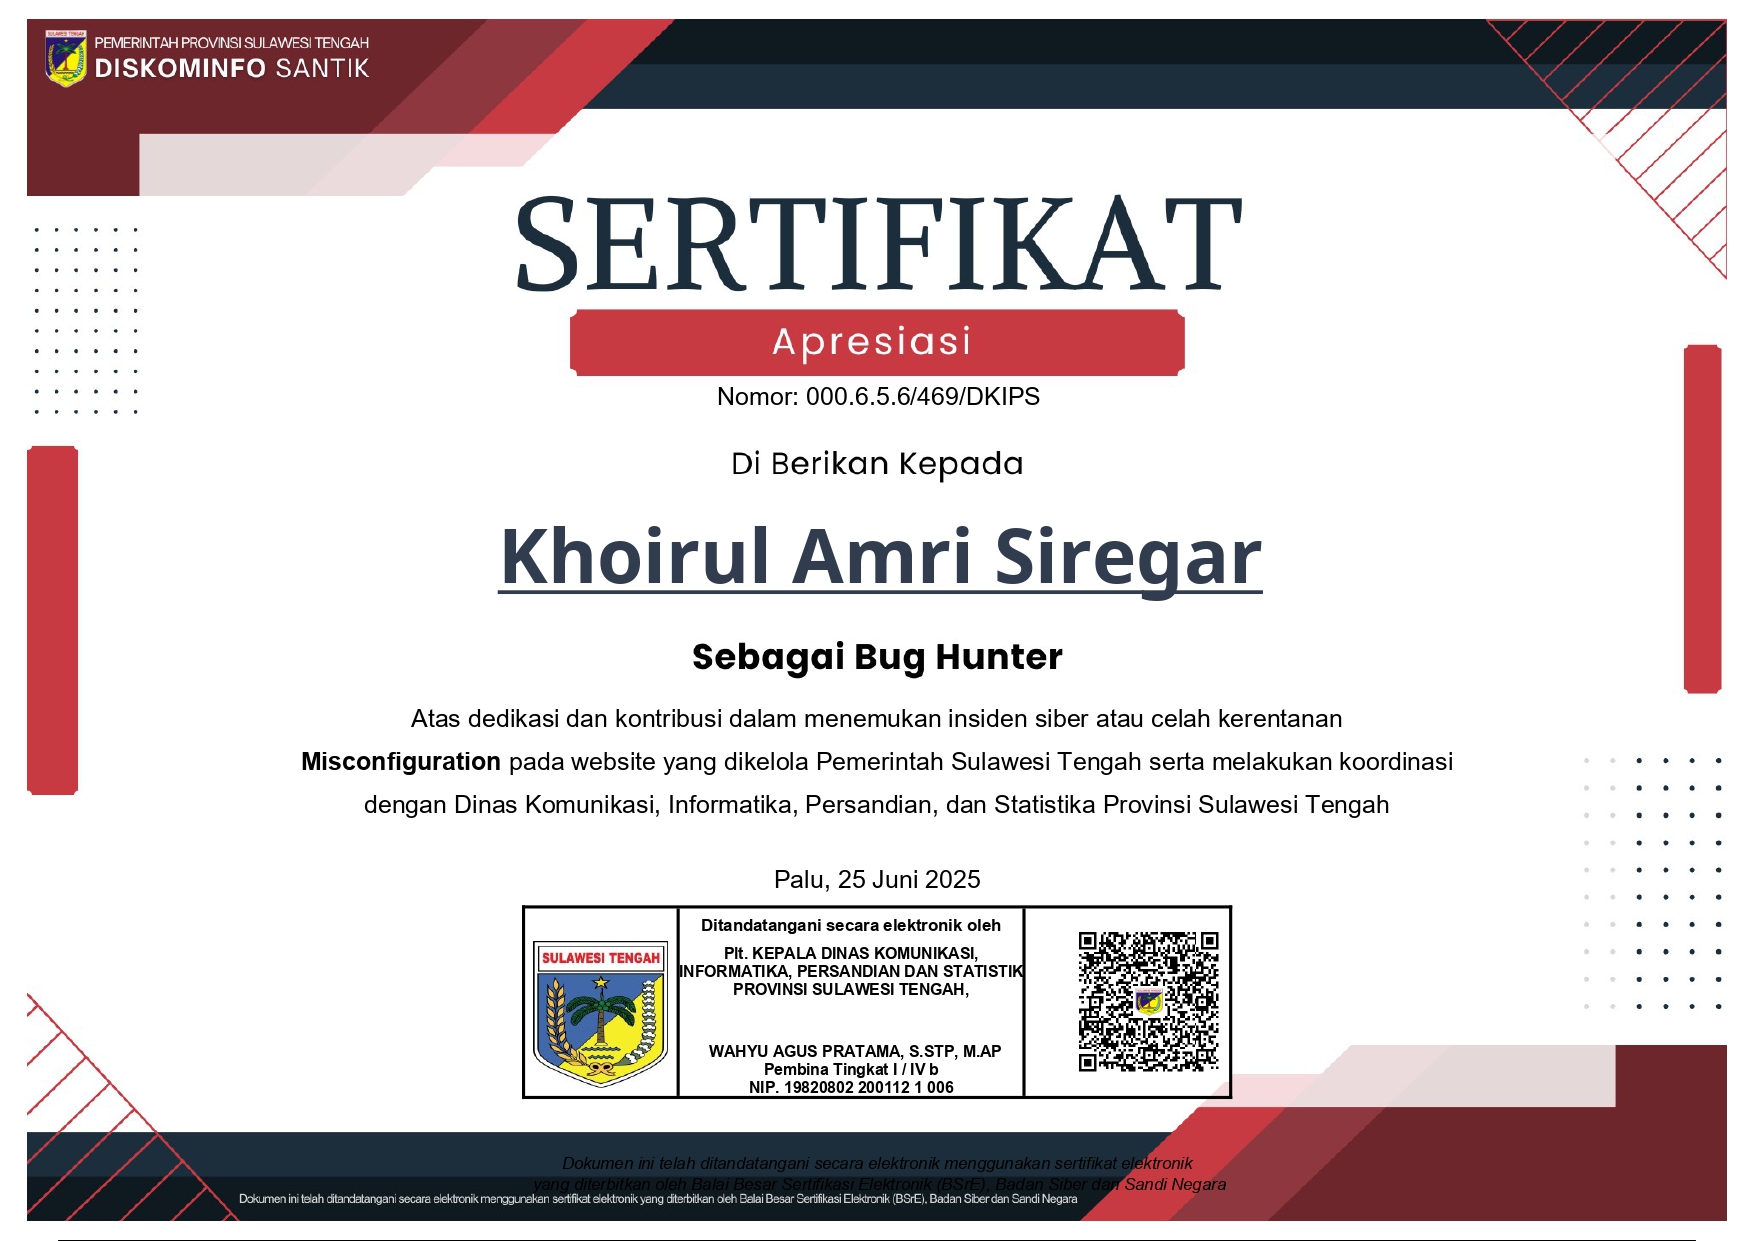 PEMERINTAH PROVINSI SULAWESI TENGAH
DISKOMINFO SANTIK
SERTIFIKAT
Apresiasi
Nomor: 000.6.5.6/469/DKIPS
Di Berikan Kepada
Khoirul Amri Siregar
Sebagai Bug Hunter
Atas dedikasi dan kontribusi dalam menemukan insiden siber atau celah kerentanan
Misconfiguration pada website yang dikelola Pemerintah Sulawesi Tengah serta melakukan koordinasi
dengan Dinas Komunikasi, Informatika, Persandian, dan Statistika Provinsi Sulawesi Tengah
Palu, 25 Juni 2025
SULAWESI TENGAH
Ditandatangani secara elektronik oleh
Plt. KEPALA DINAS KOMUNIKASI,
INFORMATIKA, PERSANDIAN DAN STATISTIK
PROVINSI SULAWESI TENGAH,
WAHYU AGUS PRATAMA, S.STP, M.AP
Pembina Tingkat I / IV b
NIP. 19820802 200112 1 006
Dokumen ini telah ditandatangani secara elektronik menggunakan sertifikat elektronik
yang diterbitkan oleh Balai Besar Sertifikasi Elektronik (BSrE), Badan Siber dan Sandi Negara
Dokumen ini telah ditandatangani secara elektronik menggunakan sertifikat elektronik yang diterbitkan oleh Balai Besar Sertifikasi Elektronik (BSrE), Badan Siber dan Sandi Negara